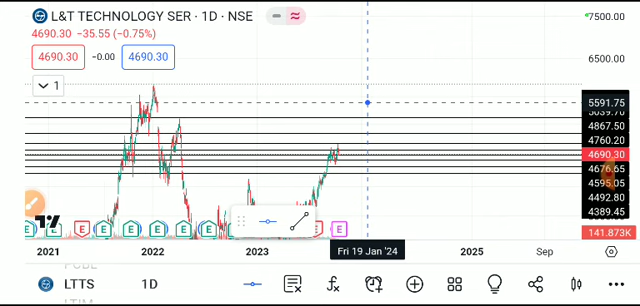 L&T TECHNOLOGY SER · 1D · NSE
4690.30 −35.55 (−0.75%)
4690.30 −0.00 4690.30
1
7500.00
6500.00
5591.75
4867.50
4760.20
4690.30
4676.65
4595.05
4492.80
4389.45
141.873K
E E E E E E E
2021 2022 2023 Fri 19 Jan '24 2025 Sep
LTTS 1D